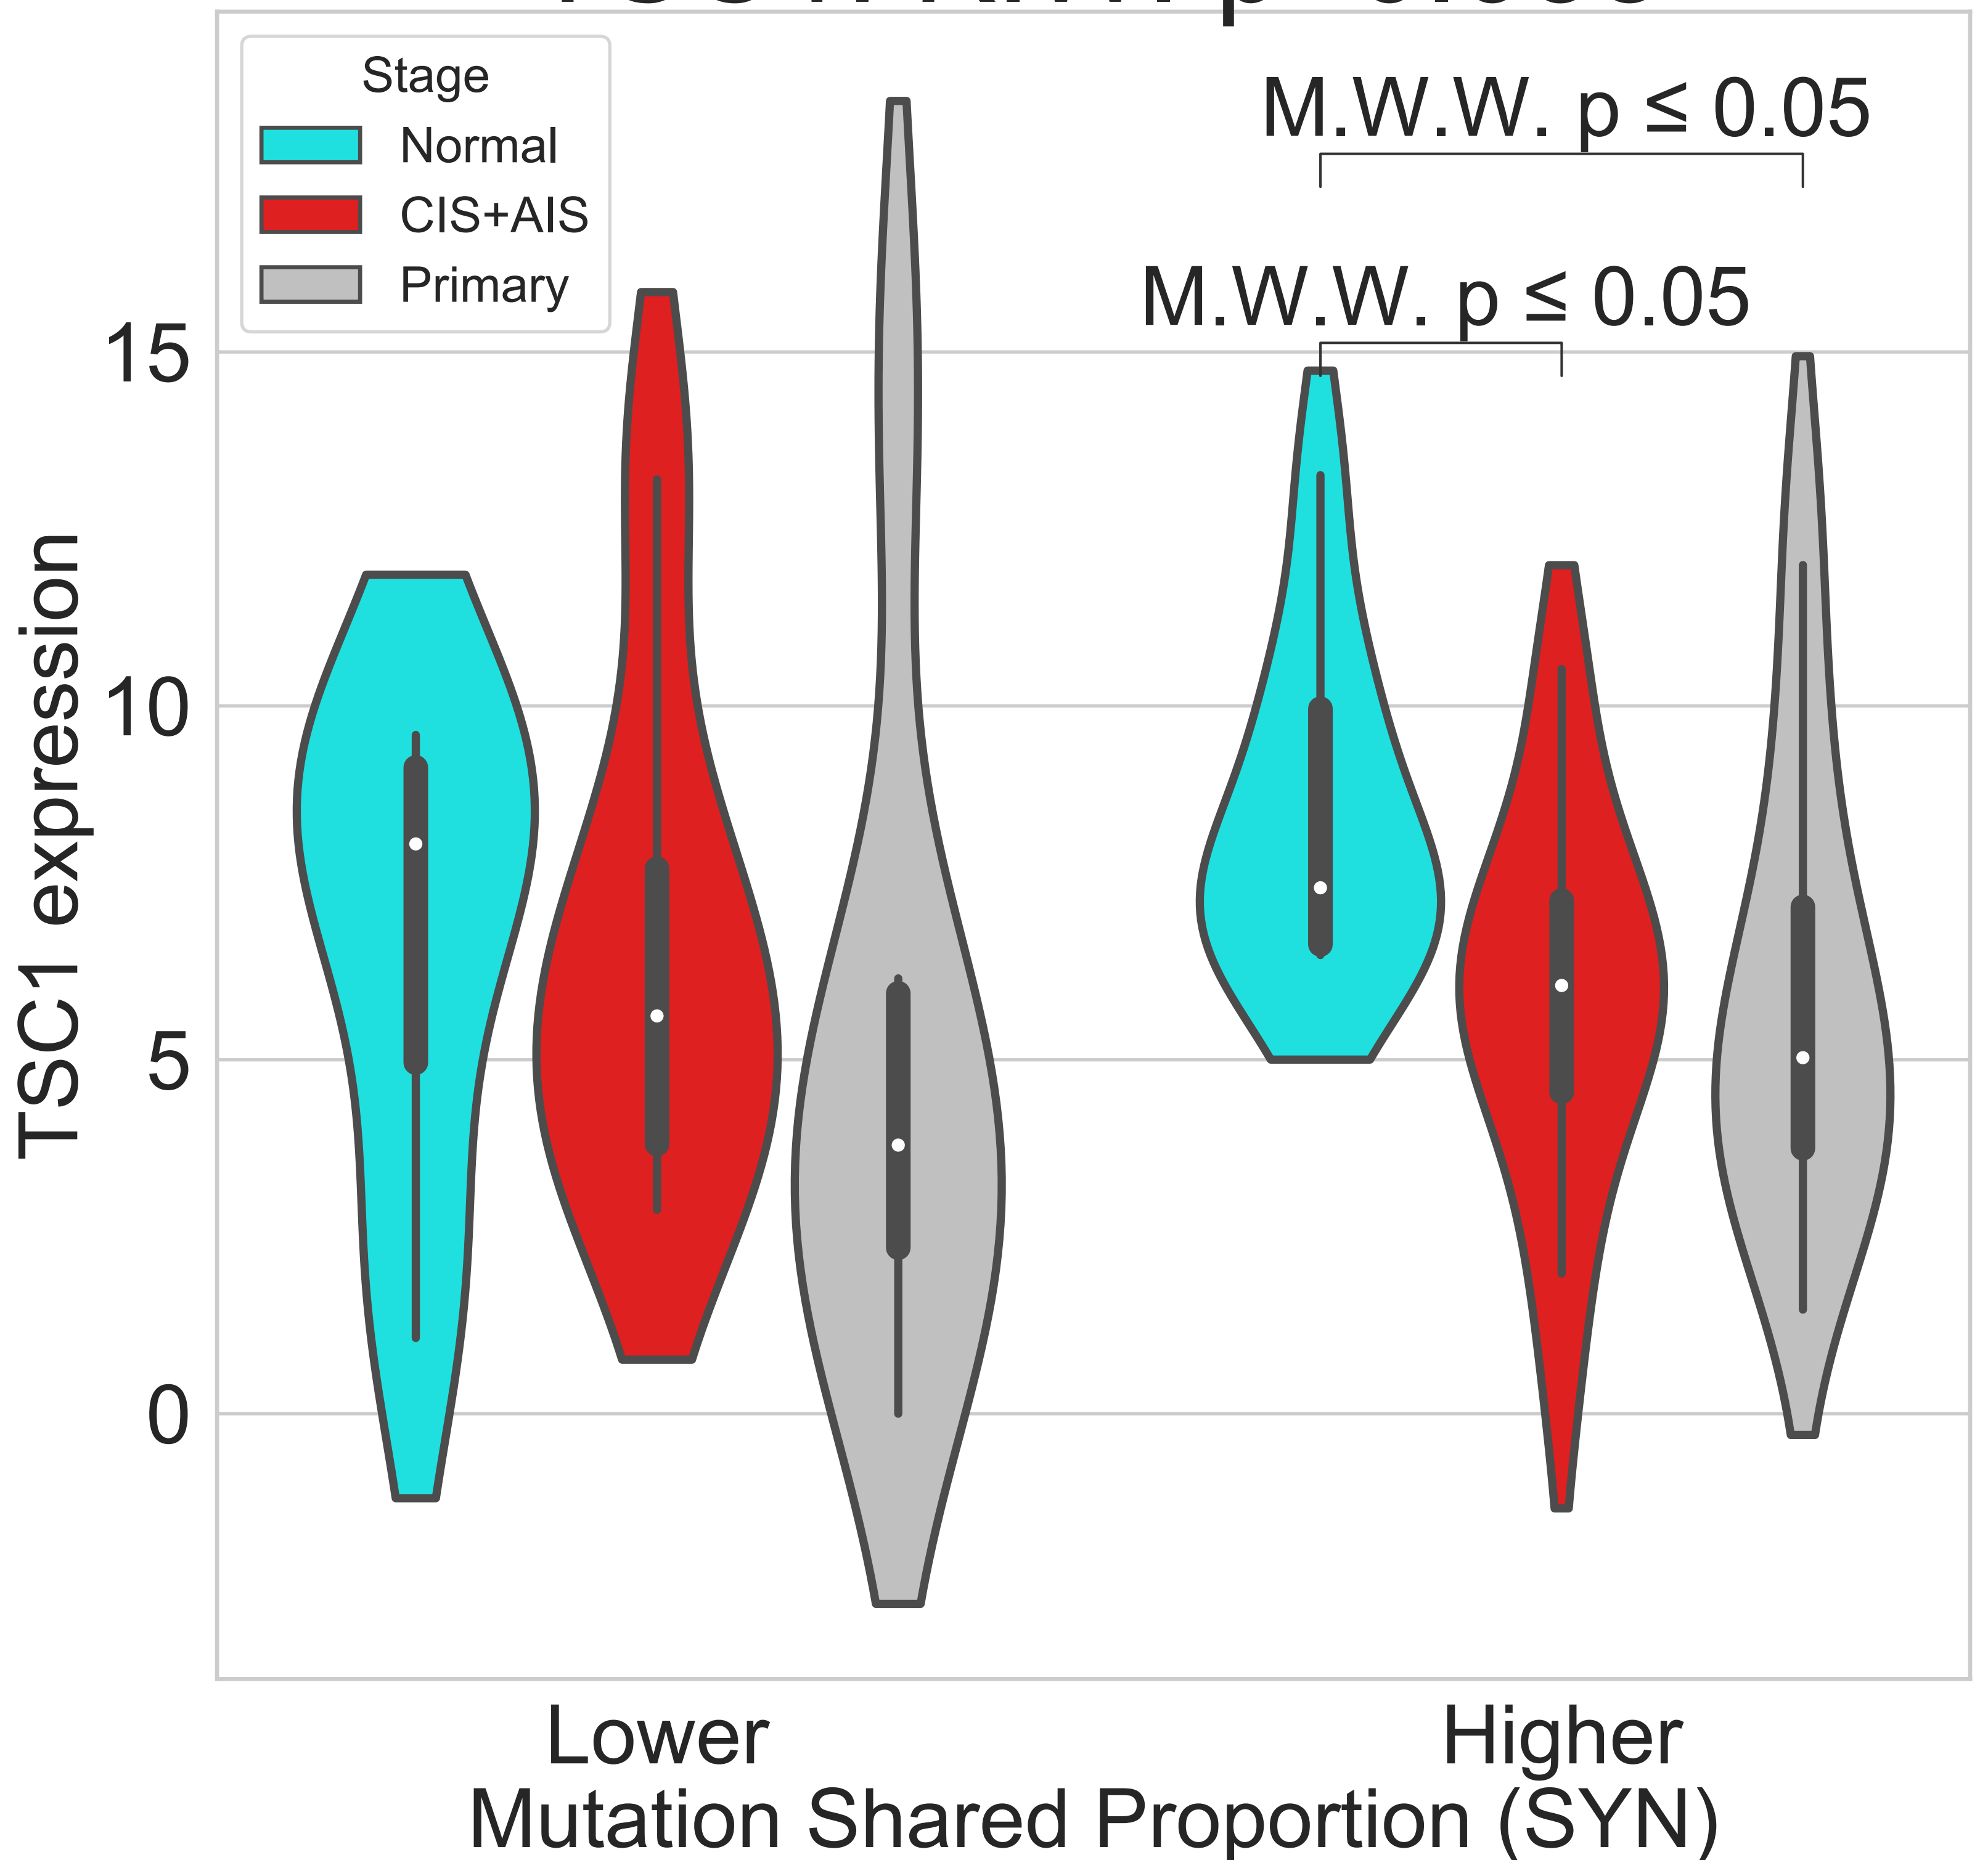 Stage
Normal
CIS+AIS
Primary
M.W.W. p ≤ 0.05
M.W.W. p ≤ 0.05
15
10
5
0
TSC1 expression
Lower
Higher
Mutation Shared Proportion (SYN)